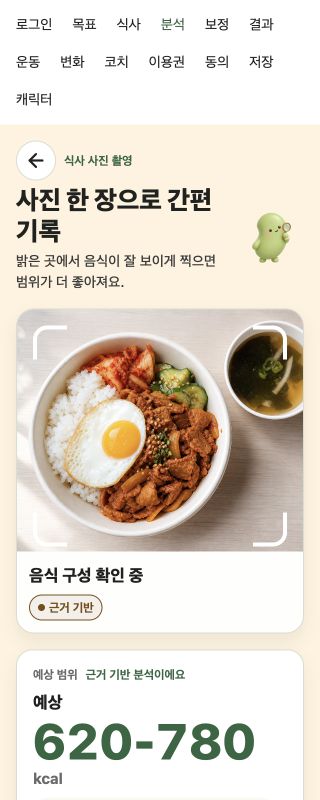 로그인 목표 식사 분석 보정 결과
운동 변화 코치 이용권 동의 저장
캐릭터
식사 사진 촬영
사진 한 장으로 간편
기록
밝은 곳에서 음식이 잘 보이게 찍으면
범위가 더 좋아져요.
음식 구성 확인 중
근거 기반
예상 범위 근거 기반 분석이에요
예상
620-780
kcal